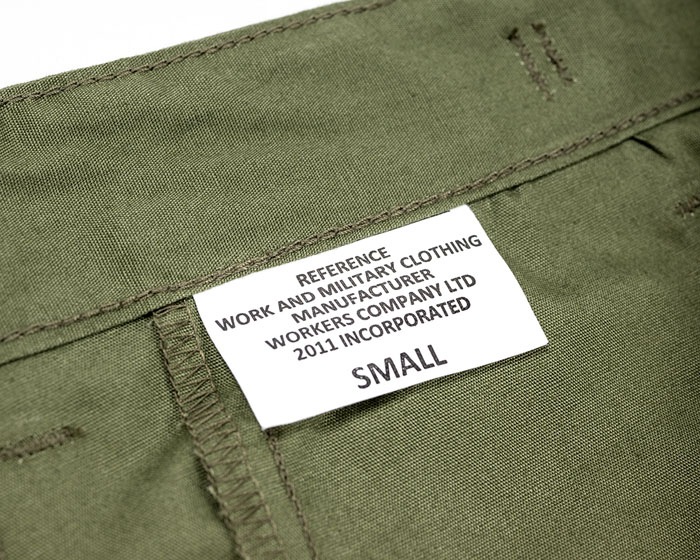 REFERENCE
WORK AND MILITARY CLOTHING
MANUFACTURER
WORKERS COMPANY LTD
2011 INCORPORATED
SMALL